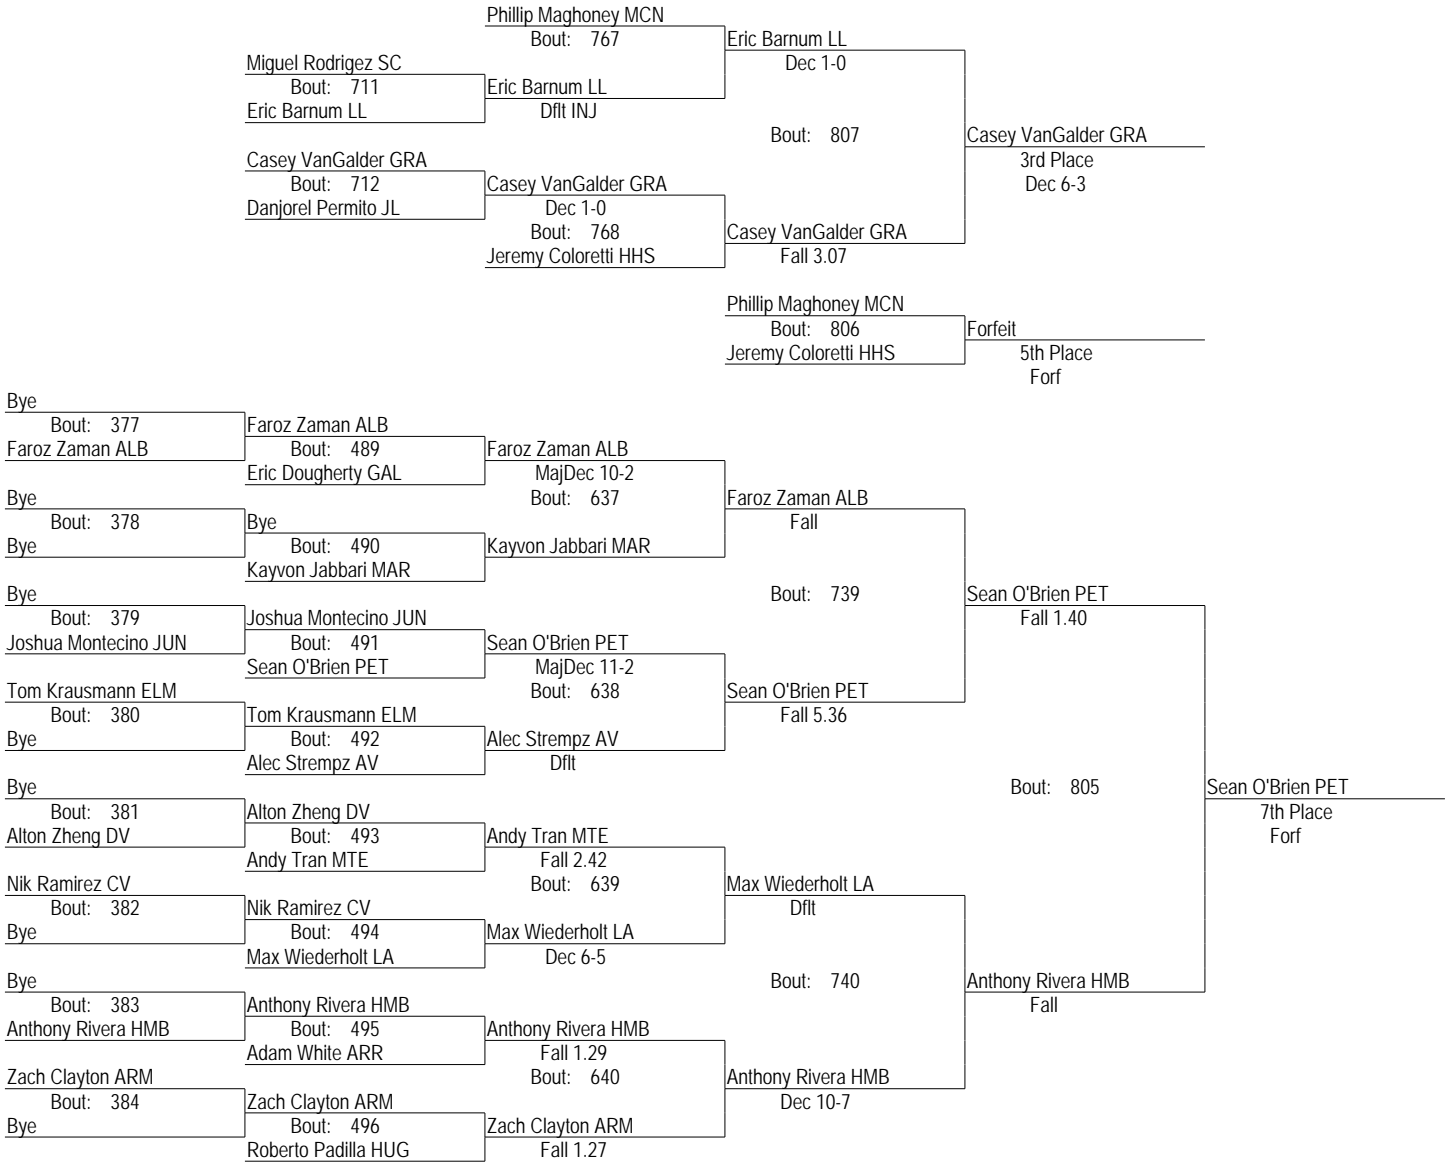 Phillip Maghoney MCN
Bout: 767
Eric Barnum LL
Miguel Rodrigez SC
Dec 1-0
Bout: 711
Eric Barnum LL
Eric Barnum LL
Dflt INJ
Bout: 807
Casey VanGalder GRA
Casey VanGalder GRA
3rd Place
Bout: 712
Casey VanGalder GRA
Dec 6-3
Danjorel Permito JL
Dec 1-0
Bout: 768
Casey VanGalder GRA
Jeremy Coloretti HHS
Fall 3.07
Phillip Maghoney MCN
Bout: 806
Forfeit
Jeremy Coloretti HHS
5th Place
Forf
Bye
Bout: 377
Faroz Zaman ALB
Faroz Zaman ALB
Bout: 489
Faroz Zaman ALB
Eric Dougherty GAL
MajDec 10-2
Bye
Bout: 637
Faroz Zaman ALB
Bout: 378
Bye
Fall
Bye
Bout: 490
Kayvon Jabbari MAR
Kayvon Jabbari MAR
Bye
Bout: 739
Sean O'Brien PET
Bout: 379
Joshua Montecino JUN
Fall 1.40
Joshua Montecino JUN
Bout: 491
Sean O'Brien PET
Sean O'Brien PET
MajDec 11-2
Tom Krausmann ELM
Bout: 638
Sean O'Brien PET
Bout: 380
Tom Krausmann ELM
Fall 5.36
Bye
Bout: 492
Alec Strempz AV
Alec Strempz AV
Dflt
Bye
Bout: 805
Sean O'Brien PET
Bout: 381
Alton Zheng DV
7th Place
Alton Zheng DV
Bout: 493
Andy Tran MTE
Forf
Andy Tran MTE
Fall 2.42
Nik Ramirez CV
Bout: 639
Max Wiederholt LA
Bout: 382
Nik Ramirez CV
Dflt
Bye
Bout: 494
Max Wiederholt LA
Max Wiederholt LA
Dec 6-5
Bye
Bout: 740
Anthony Rivera HMB
Bout: 383
Anthony Rivera HMB
Fall
Anthony Rivera HMB
Bout: 495
Anthony Rivera HMB
Adam White ARR
Fall 1.29
Zach Clayton ARM
Bout: 640
Anthony Rivera HMB
Bout: 384
Zach Clayton ARM
Dec 10-7
Bye
Bout: 496
Zach Clayton ARM
Roberto Padilla HUG
Fall 1.27